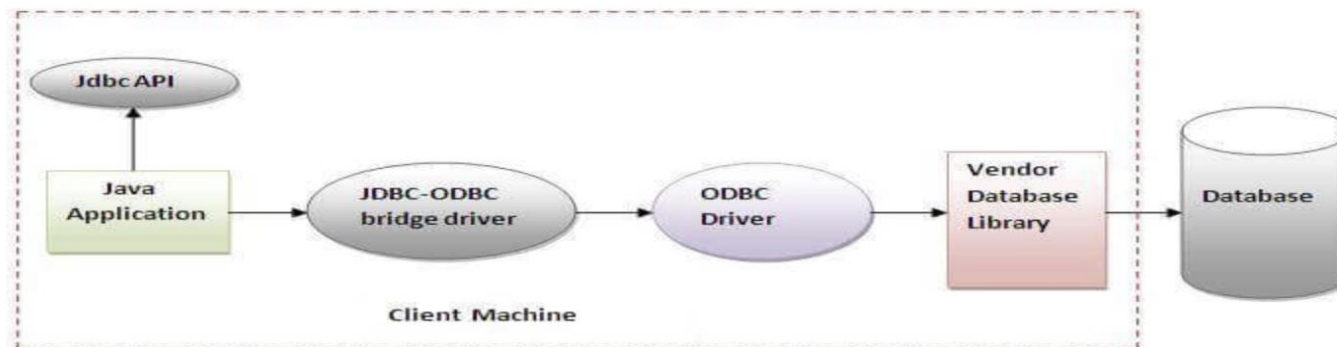 Jdbc API
Java
Application
JDBC-ODBC
bridge driver
ODBC
Driver
Vendor
Database
Library
Database
Client Machine